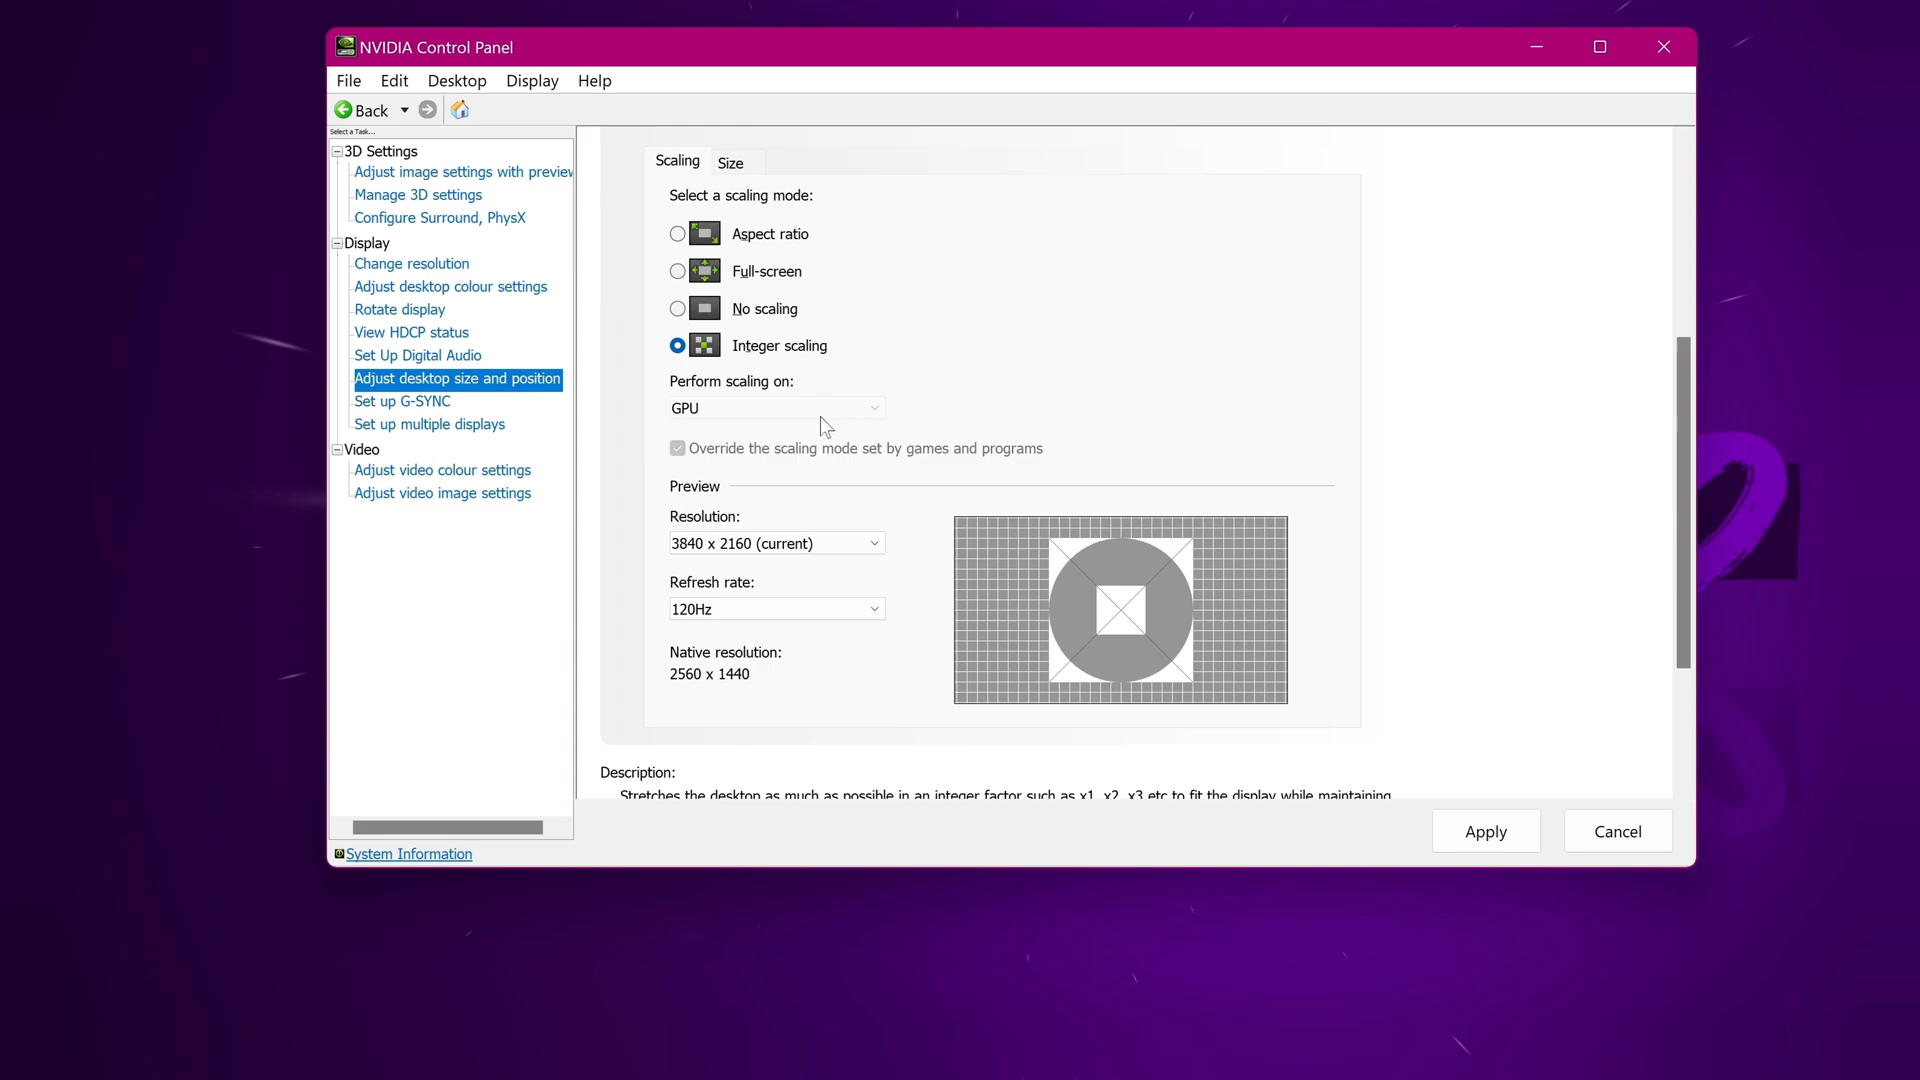 NVIDIA Control Panel
File Edit Desktop Display Help
Back
Select a Task...
3D Settings
Adjust image settings with preview
Manage 3D settings
Configure Surround, PhysX
Display
Change resolution
Adjust desktop colour settings
Rotate display
View HDCP status
Set Up Digital Audio
Adjust desktop size and position
Set up G-SYNC
Set up multiple displays
Video
Adjust video colour settings
Adjust video image settings
System Information
Scaling Size
Select a scaling mode:
Aspect ratio
Full-screen
No scaling
Integer scaling
Perform scaling on:
GPU
Override the scaling mode set by games and programs
Preview
Resolution:
3840 x 2160 (current)
Refresh rate:
120Hz
Native resolution:
2560 x 1440
Description:
Stretches the desktop as much as possible in an integer factor such as x1, x2, x3 etc to fit the display while maintaining
Apply Cancel